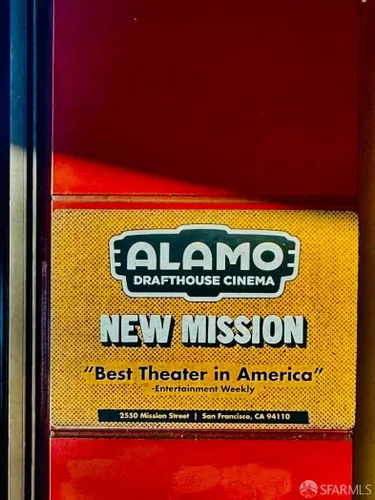 ALAMO
DRAFTHOUSE CINEMA
NEW MISSION
"Best Theater in America"
-Entertainment Weekly
2550 Mission Street | San Francisco, CA 94110
SFARMLS